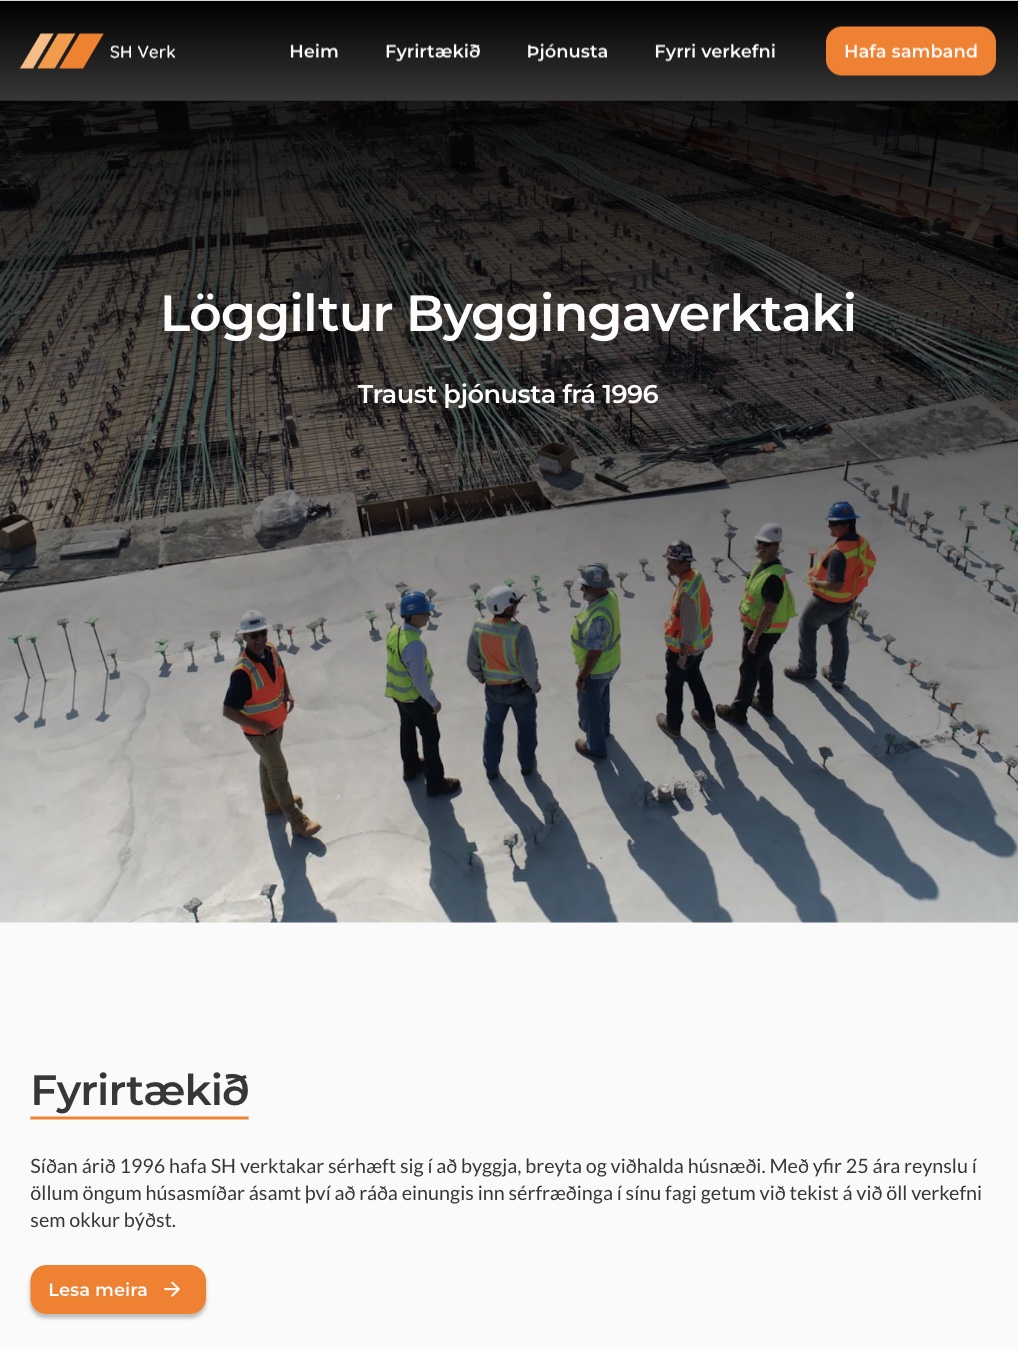 SH Verk
Heim
Fyrirtækið
Þjónusta
Fyrri verkefni
Hafa samband
Löggiltur Byggingaverktaki
Traust þjónusta frá 1996
Fyrirtækið
Síðan árið 1996 hafa SH verktakar sérhæft sig í að byggja, breyta og viðhalda húsnæði. Með yfir 25 ára reynslu í
öllum öngum húsasmíðar ásamt því að ráða einungis inn sérfræðinga í sínu fagi getum við tekist á við öll verkefni
sem okkur býðst.
Lesa meira